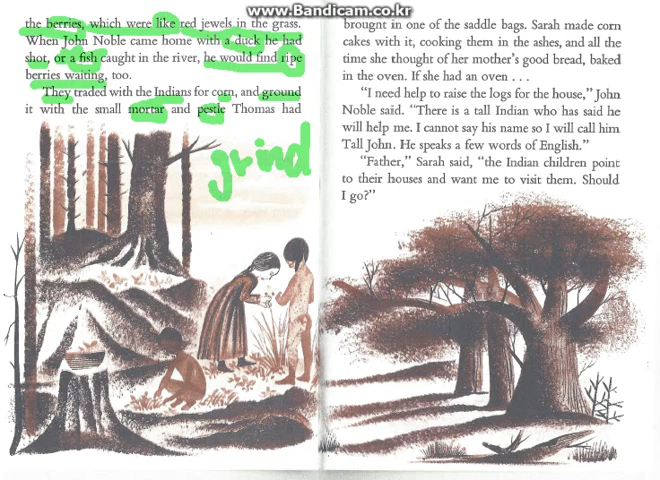 www.Bandicam.co.kr
the berries, which were like red jewels in the grass.
When John Noble came home with a duck he had
shot, or a fish caught in the river, he would find ripe
berries waiting, too.
They traded with the Indians for corn, and ground
it with the small mortar and pestle Thomas had
grind
brought in one of the saddle bags. Sarah made corn
cakes with it, cooking them in the ashes, and all the
time she thought of her mother's good bread, baked
in the oven. If she had an oven . . .
"I need help to raise the logs for the house," John
Noble said. "There is a tall Indian who has said he
will help me. I cannot say his name so I will call him
Tall John. He speaks a few words of English."
"Father," Sarah said, "the Indian children point
to their houses and want me to visit them. Should
I go?"